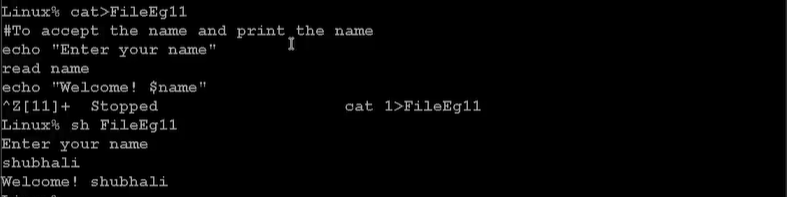 Linux% cat>FileEg11
#To accept the name and print the name
echo "Enter your name"
read name
echo "Welcome! $name"
^Z[11]+  Stopped                 cat 1>FileEg11
Linux% sh FileEg11
Enter your name
shubhali
Welcome! shubhali